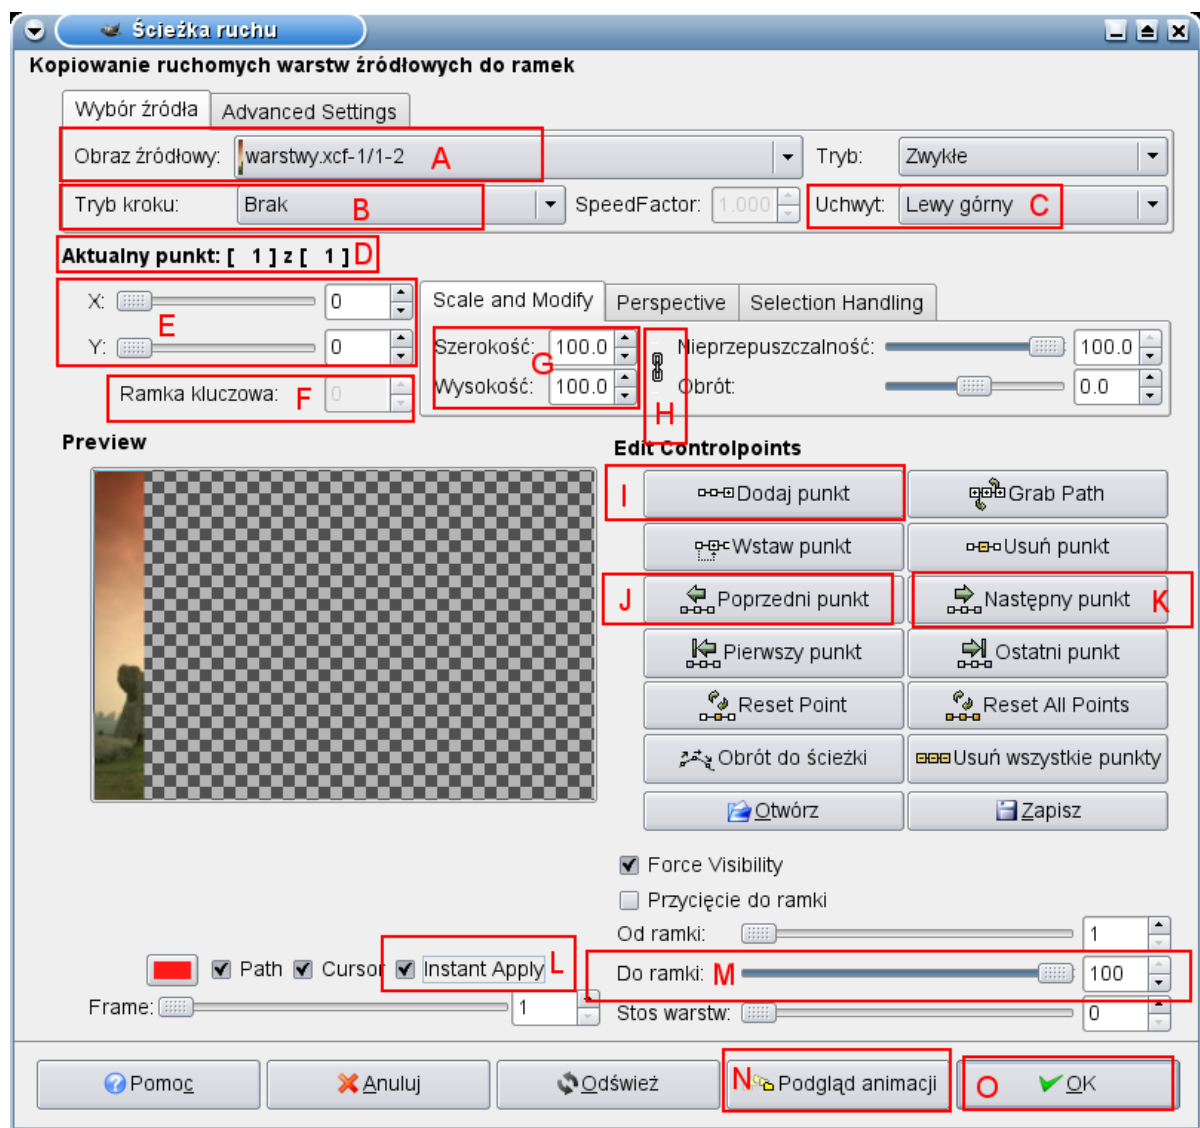 Ścieżka ruchu
Kopiowanie ruchomych warstw źródłowych do ramek
Wybór źródła Advanced Settings
Obraz źródłowy: warstwy.xcf-1/1-2 A Tryb: Zwykłe
Tryb kroku: Brak B SpeedFactor: 1.000 Uchwyt: Lewy górny C
Aktualny punkt: [ 1 ] z [ 1 ] D
X: 0 E
Y: 0
Ramka kluczowa: F 0
Scale and Modify Perspective Selection Handling
Szerokość: 100.0 G H Nieprzepuszczalność: 100.0
Wysokość: 100.0 Obrót: 0.0
Preview
Edit Controlpoints
I Dodaj punkt Grab Path
Wstaw punkt Usuń punkt
J Poprzedni punkt Następny punkt K
Pierwszy punkt Ostatni punkt
Reset Point Reset All Points
Obrót do ścieżki Usuń wszystkie punkty
Otwórz Zapisz
Force Visibility
Przycięcie do ramki
Od ramki: 1
Path Cursor Instant Apply L
Do ramki: M 100
Frame: 1
Stos warstw: 0
Pomoc Anuluj Odśwież N Podgląd animacji O OK